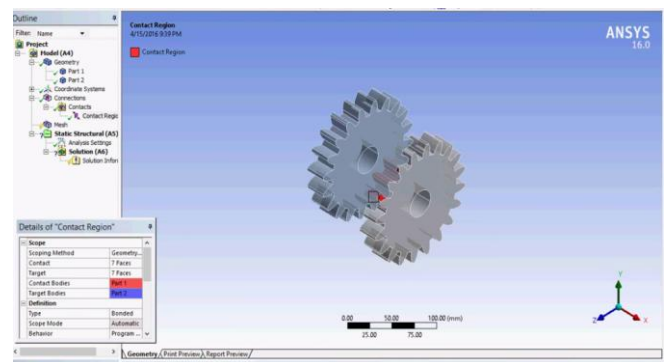 Outline
Filter: Name
Project
Model (A4)
Geometry
Part 1
Part 2
Coordinate Systems
Connections
Contacts
Contact Regic
Mesh
Static Structural (A5)
Analysis Settings
Solution (A6)
Solution Infor
Details of "Contact Region"
Scope
Scoping Method Geometry...
Contact 7 Faces
Target 7 Faces
Contact Bodies Part 1
Target Bodies Part 2
Definition
Type Bonded
Scope Mode Automatic
Behavior Program ...
Contact Region
4/15/2016 9:39 PM
Contact Region
ANSYS
16.0
0.00 50.00 100.00 (mm)
25.00 75.00
Y
Z X
Geometry Print Preview Report Preview